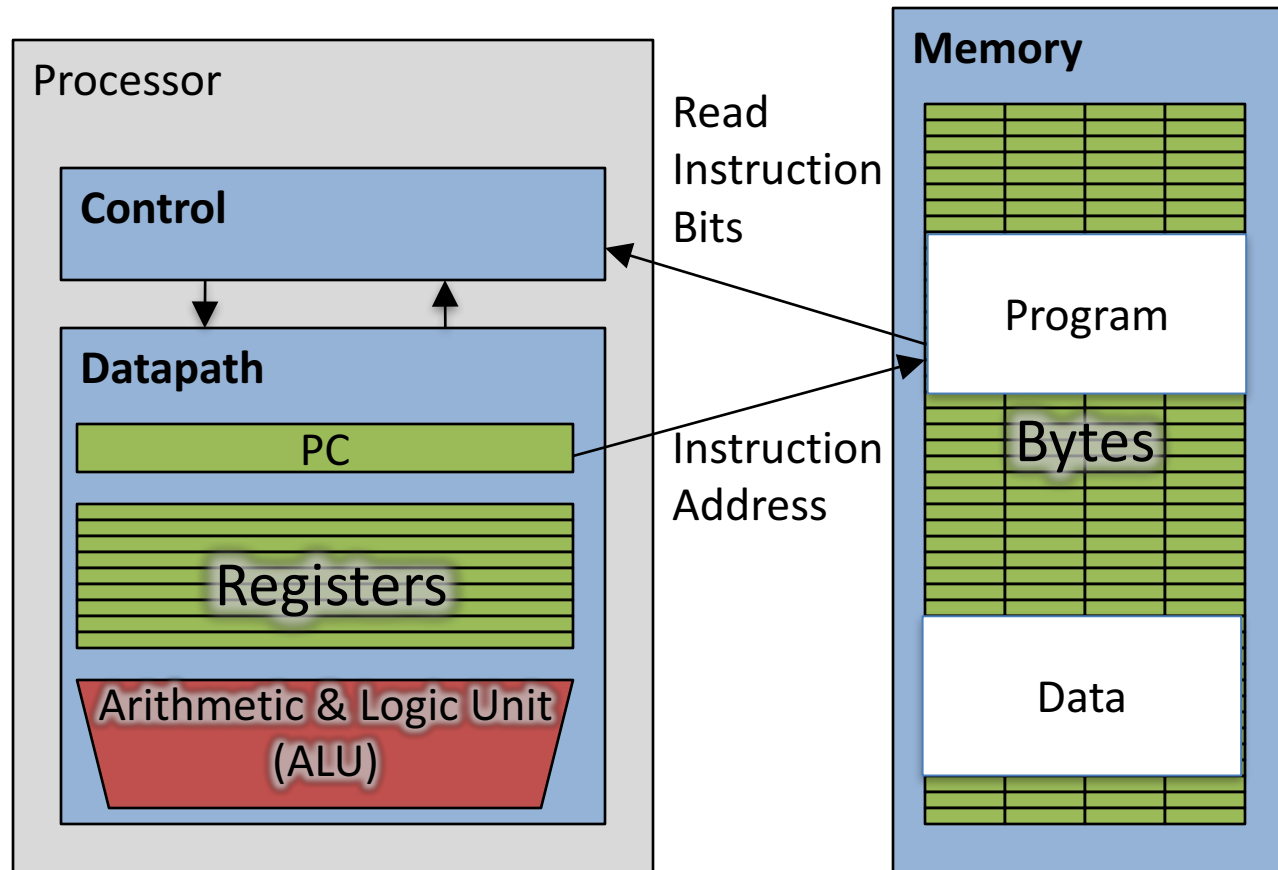 Processor
Control
Datapath
PC
Registers
Arithmetic & Logic Unit
(ALU)
Read
Instruction
Bits
Instruction
Address
Memory
Program
Bytes
Data